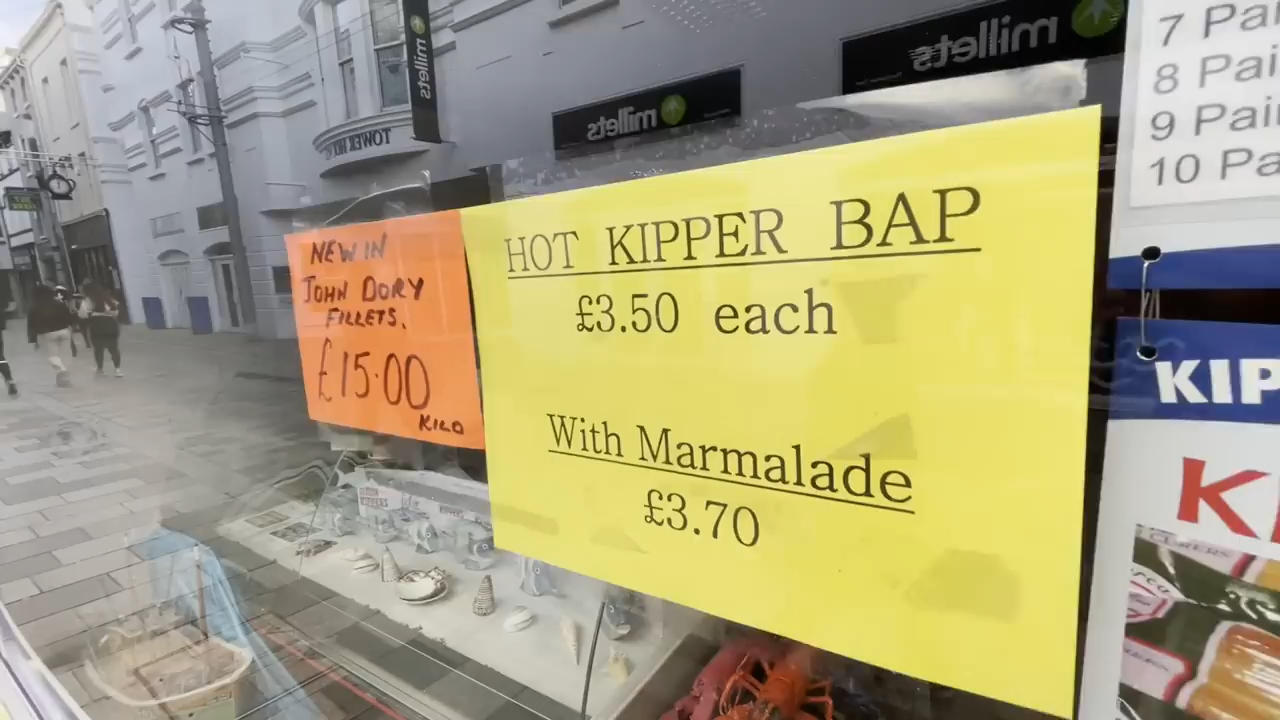 millets
millets
millets
TOWER
NEW IN
JOHN DORY
FILLETS.
£15.00
KILO
HOT KIPPER BAP
£3.50 each
With Marmalade
£3.70
7 Pa
8 Pai
9 Pai
10 Pa
KIP
K